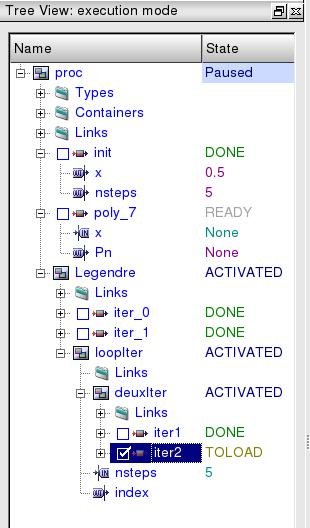 Tree View: execution mode
Name State
proc Paused
Types
Containers
Links
init DONE
x 0.5
nsteps 5
poly_7 READY
x None
Pn None
Legendre ACTIVATED
Links
iter_0 DONE
iter_1 DONE
loopIter ACTIVATED
Links
deuxIter ACTIVATED
Links
iter1 DONE
iter2 TOLOAD
nsteps 5
index